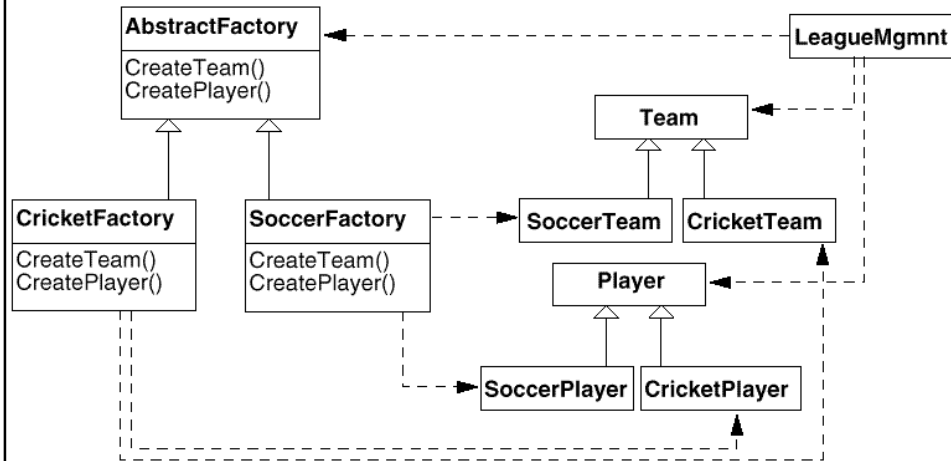 AbstractFactory
CreateTeam()
CreatePlayer()
LeagueMgmnt
Team
CricketFactory
CreateTeam()
CreatePlayer()
SoccerFactory
CreateTeam()
CreatePlayer()
SoccerTeam
CricketTeam
Player
SoccerPlayer
CricketPlayer